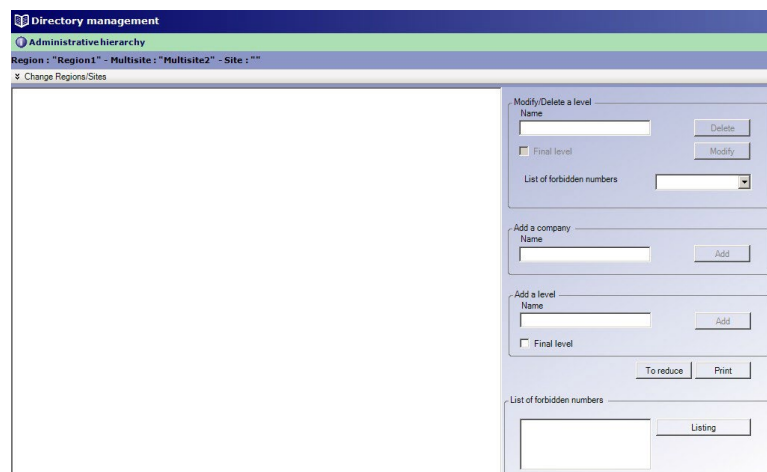 Directory management
Administrative hierarchy
Region : "Region1" - Multisite : "Multisite2" - Site : ""
Change Regions/Sites
Modify/Delete a level
Name
Delete
Final level
Modify
List of forbidden numbers
Add a company
Name
Add
Add a level
Name
Add
Final level
To reduce
Print
List of forbidden numbers
Listing